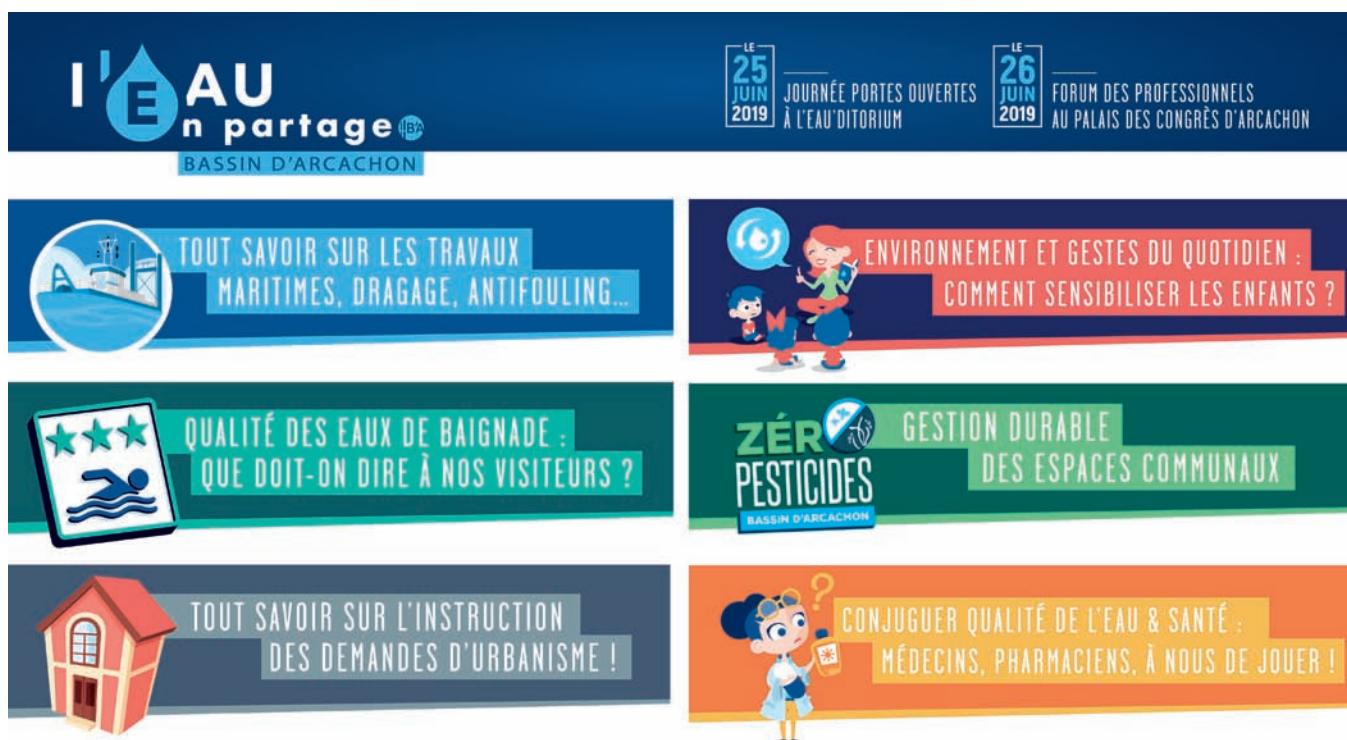 l'EAU
En partage SIBA
BASSIN D'ARCACHON
LE
25
JUIN
2019
JOURNÉE PORTES OUVERTES
À L'EAU'DITORIUM
LE
26
JUIN
2019
FORUM DES PROFESSIONNELS
AU PALAIS DES CONGRÈS D'ARCACHON
TOUT SAVOIR SUR LES TRAVAUX
MARITIMES, DRAGAGE, ANTIFOULING...
ENVIRONNEMENT ET GESTES DU QUOTIDIEN :
COMMENT SENSIBILISER LES ENFANTS ?
QUALITÉ DES EAUX DE BAIGNADE :
QUE DOIT-ON DIRE À NOS VISITEURS ?
ZÉRO
PESTICIDES
BASSIN D'ARCACHON
GESTION DURABLE
DES ESPACES COMMUNAUX
TOUT SAVOIR SUR L'INSTRUCTION
DES DEMANDES D'URBANISME !
?
CONJUGUER QUALITÉ DE L'EAU & SANTÉ :
MÉDECINS, PHARMACIENS, À NOUS DE JOUER !